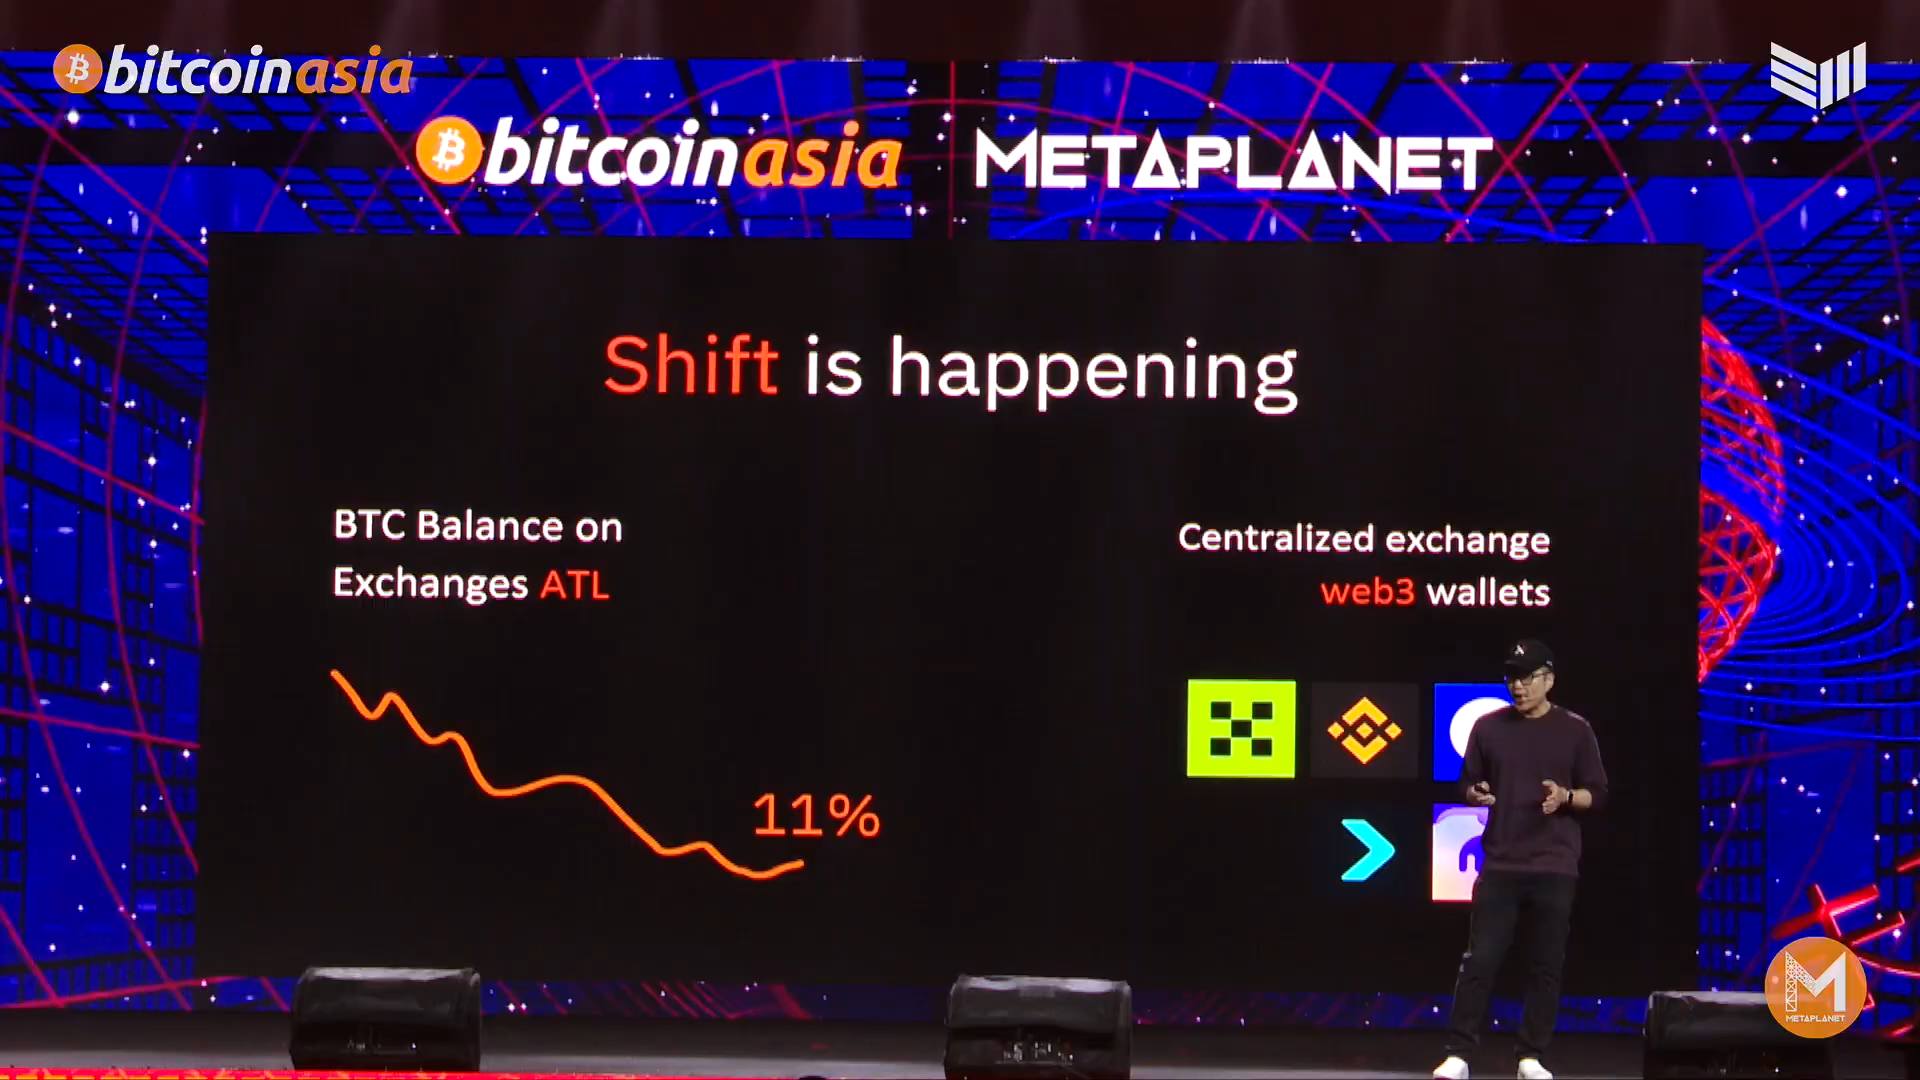 bitcoinasia
bitcoinasia
METAPLANET
Shift is happening
BTC Balance on
Exchanges ATL
11%
Centralized exchange
web3 wallets
METAPLANET